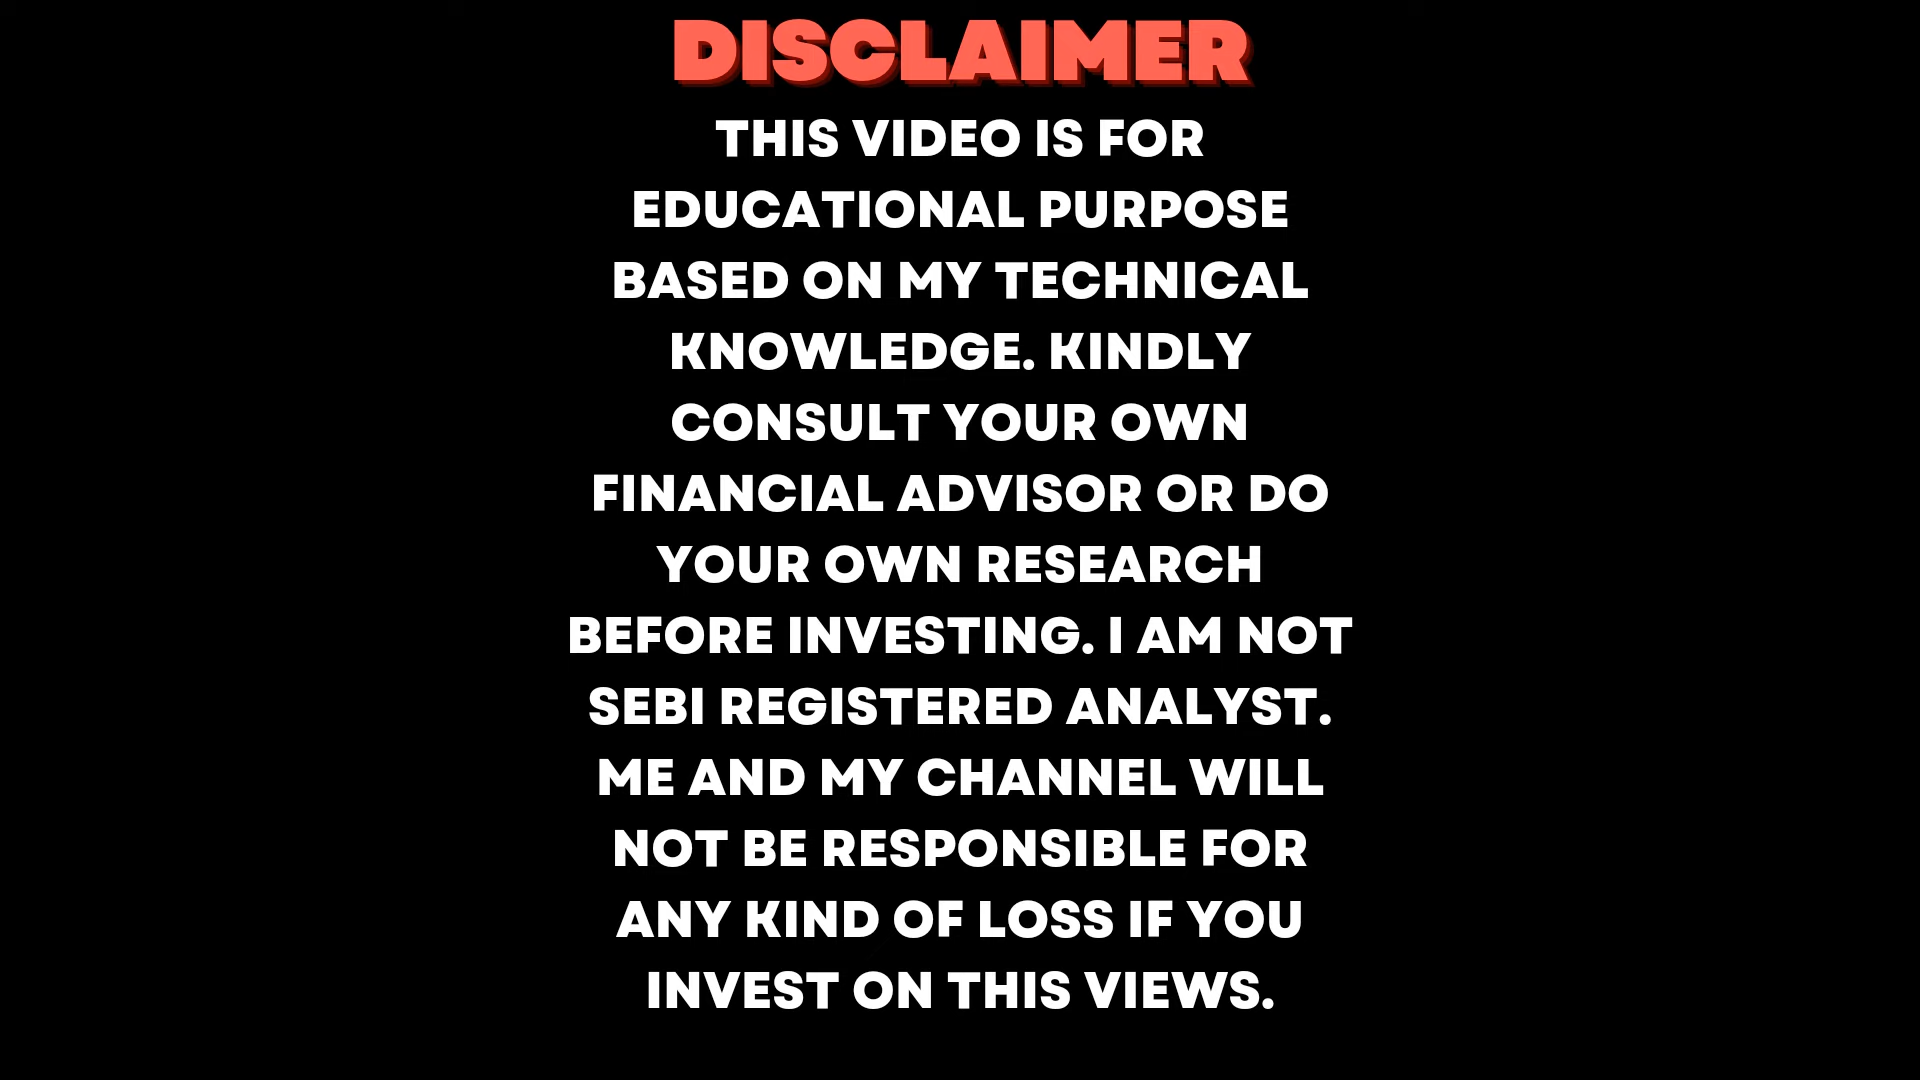 DISCLAIMER
THIS VIDEO IS FOR
EDUCATIONAL PURPOSE
BASED ON MY TECHNICAL
KNOWLEDGE. KINDLY
CONSULT YOUR OWN
FINANCIAL ADVISOR OR DO
YOUR OWN RESEARCH
BEFORE INVESTING. I AM NOT
SEBI REGISTERED ANALYST.
ME AND MY CHANNEL WILL
NOT BE RESPONSIBLE FOR
ANY KIND OF LOSS IF YOU
INVEST ON THIS VIEWS.